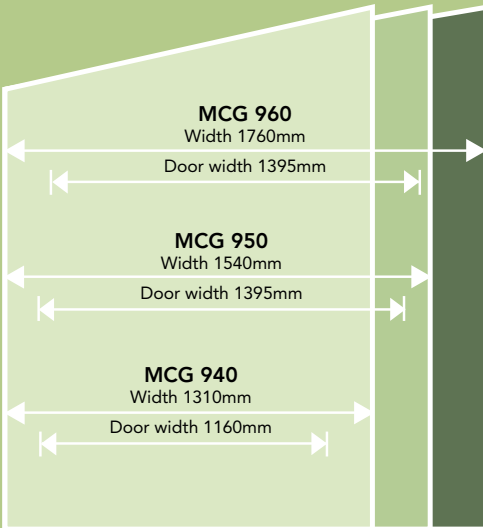 MCG 960
Width 1760mm
Door width 1395mm
MCG 950
Width 1540mm
Door width 1395mm
MCG 940
Width 1310mm
Door width 1160mm